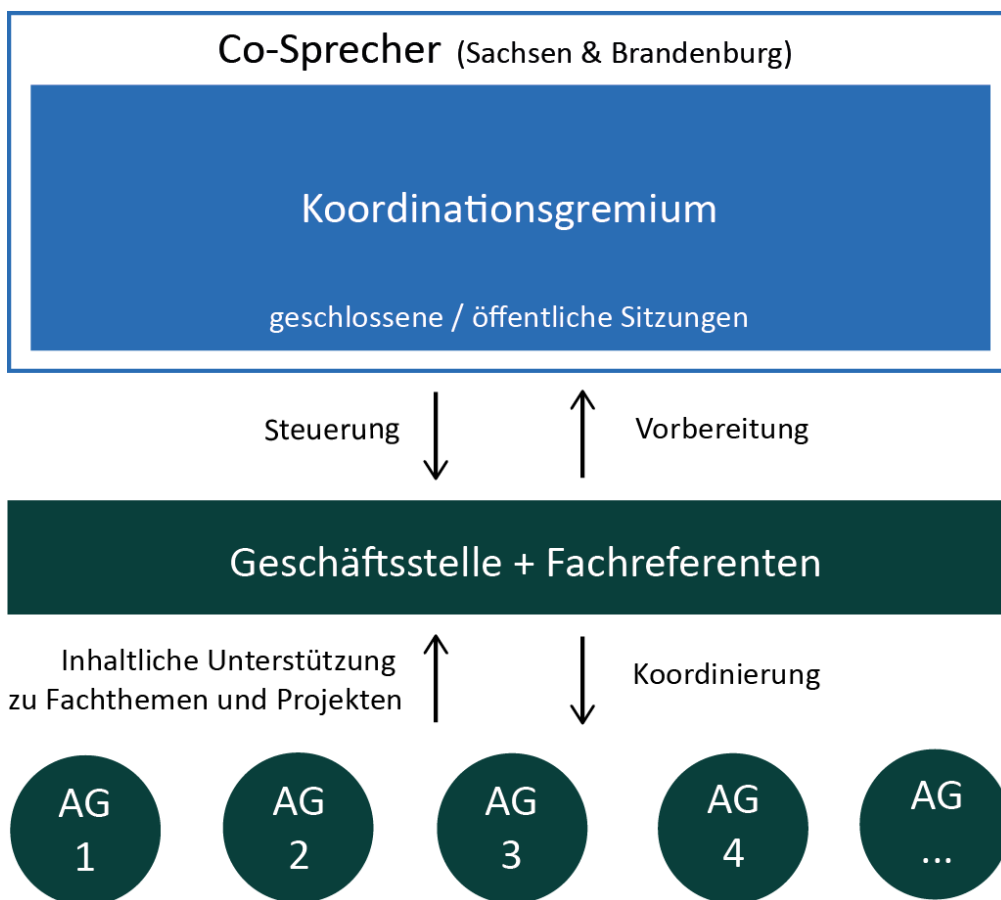 Co-Sprecher (Sachsen & Brandenburg)
Koordinationsgremium
geschlossene / öffentliche Sitzungen
Steuerung
Vorbereitung
Geschäftsstelle + Fachreferenten
Inhaltliche Unterstützung
zu Fachthemen und Projekten
Koordinierung
AG
1
AG
2
AG
3
AG
4
AG
...